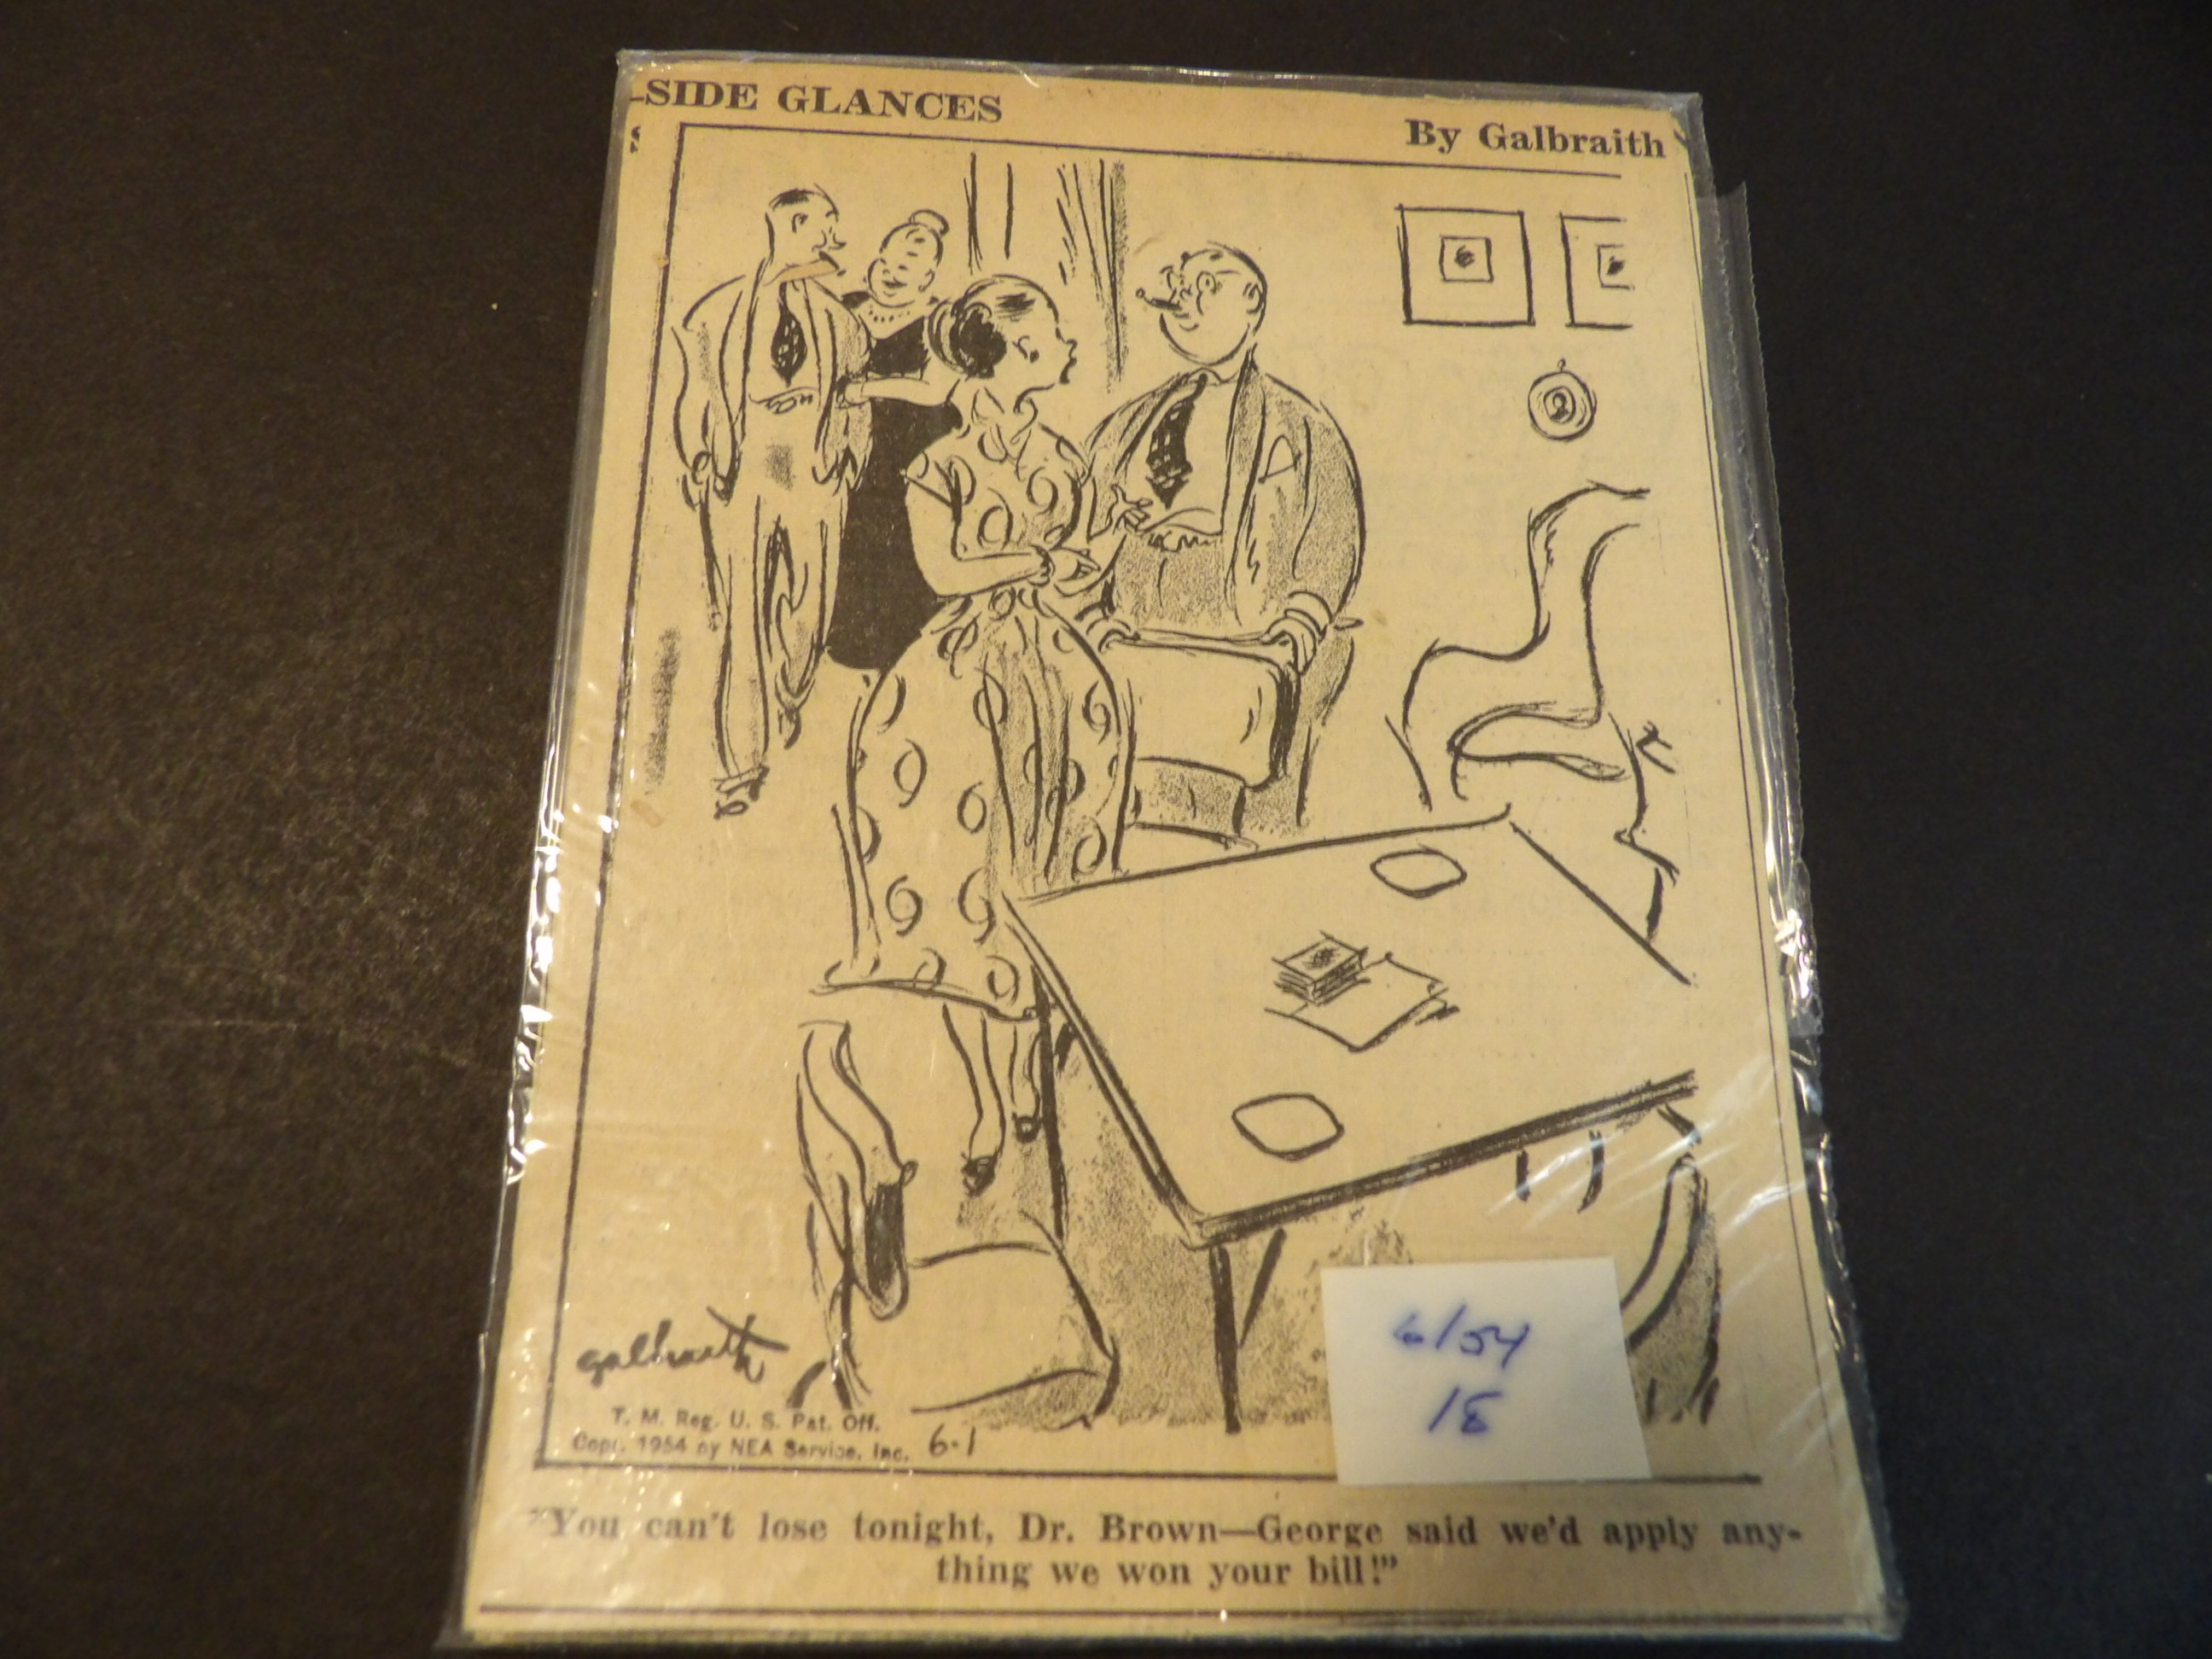 SIDE GLANCES
By Galbraith
galbraith
T. M. Reg. U. S. Pat. Off.
Copr. 1954 by NEA Service, Inc. 6-1
6/54
18
"You can't lose tonight, Dr. Brown—George said we'd apply any-
thing we won your bill!"